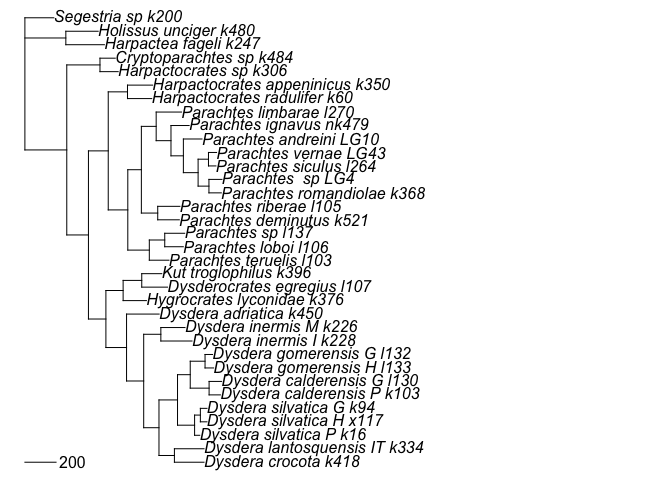 Segestria sp k200
Holissus unciger k480
Harpactea fageli k247
Cryptoparachtes sp k484
Harpactocrates sp k306
Harpactocrates appeninicus k350
Harpactocrates radulifer k60
Parachtes limbarae l270
Parachtes ignavus nk479
Parachtes andreini LG10
Parachtes vernae LG43
Parachtes siculus l264
Parachtes  sp LG4
Parachtes romandiolae k368
Parachtes riberae l105
Parachtes deminutus k521
Parachtes sp l137
Parachtes loboi l106
Parachtes teruelis l103
Kut troglophilus k396
Dysderocrates egregius l107
Hygrocrates lyconidae k376
Dysdera adriatica k450
Dysdera inermis M k226
Dysdera inermis I k228
Dysdera gomerensis G l132
Dysdera gomerensis H l133
Dysdera calderensis G l130
Dysdera calderensis P k103
Dysdera silvatica G k94
Dysdera silvatica H x117
Dysdera silvatica P k16
Dysdera lantosquensis IT k334
Dysdera crocota k418
200